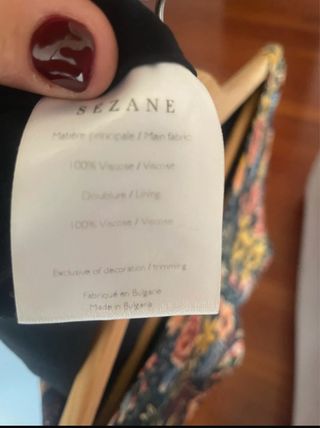 SÉZANE
Matière principale / Main fabric
100% Viscose / Viscose
Doublure / Lining
100% Viscose / Viscose
Exclusive of decoration / trimming
Fabriqué en Bulgarie
Made in Bulgaria